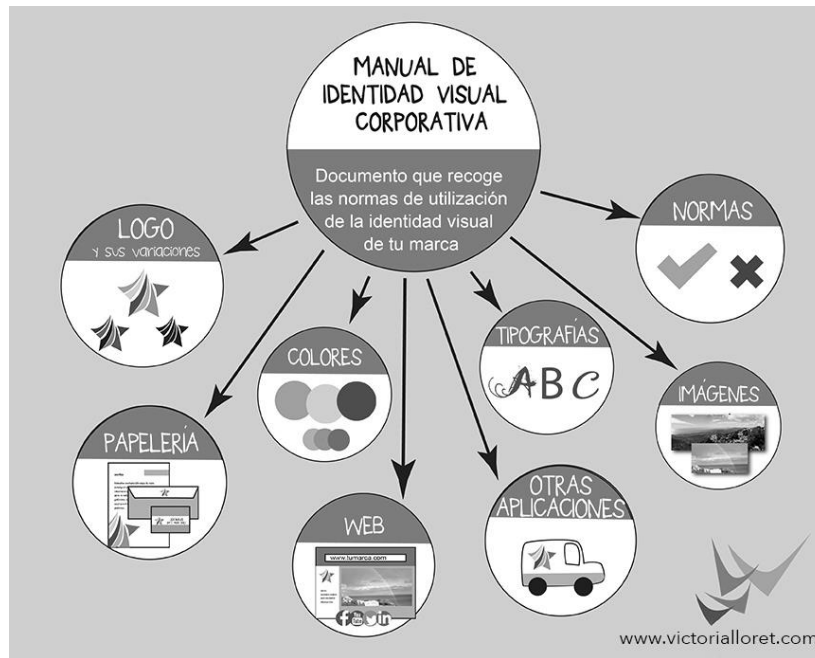 MANUAL DE
IDENTIDAD VISUAL
CORPORATIVA
Documento que recoge
las normas de utilización
de la identidad visual
de tu marca
LOGO
y sus variaciones
NORMAS
COLORES
TIPOGRAFÍAS
ABC
IMÁGENES
PAPELERÍA
WEB
www.tumarca.com
OTRAS
APLICACIONES
www.victorialloret.com